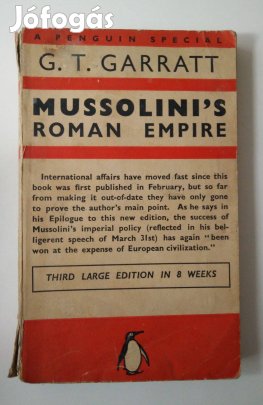 Jófogás
A PENGUIN SPECIAL
G. T. GARRATT
MUSSOLINI'S
ROMAN EMPIRE
International affairs have moved fast since this
book was first published in February, but so far
from making it out-of-date they have only gone
to prove the author's main point. As he says in
his Epilogue to this new edition, the success of
Mussolini's imperial policy (reflected in his bel-
ligerent speech of March 31st) has again "been
won at the expense of European civilization."
THIRD LARGE EDITION IN 8 WEEKS